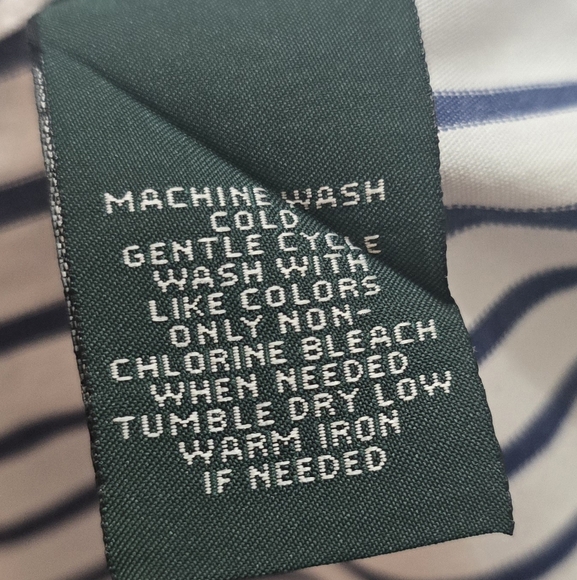 MACHINE WASH
COLD
GENTLE CYCLE
WASH WITH
LIKE COLORS
ONLY NON-
CHLORINE BLEACH
WHEN NEEDED
TUMBLE DRY LOW
WARM IRON
IF NEEDED